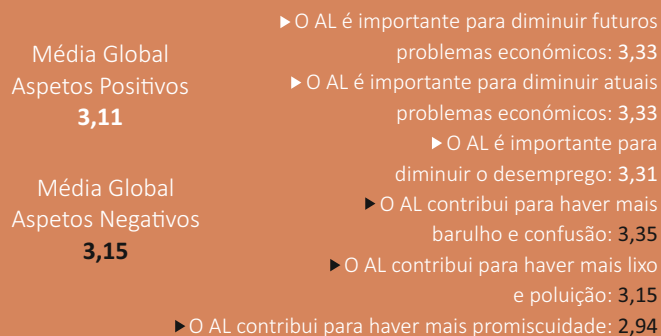 Média Global
Aspetos Positivos
3,11
Média Global
Aspetos Negativos
3,15
▶ O AL é importante para diminuir futuros
problemas económicos: 3,33
▶ O AL é importante para diminuir atuais
problemas económicos: 3,33
▶ O AL é importante para
diminuir o desemprego: 3,31
▶ O AL contribui para haver mais
barulho e confusão: 3,35
▶ O AL contribui para haver mais lixo
e poluição: 3,15
▶ O AL contribui para haver mais promiscuidade: 2,94